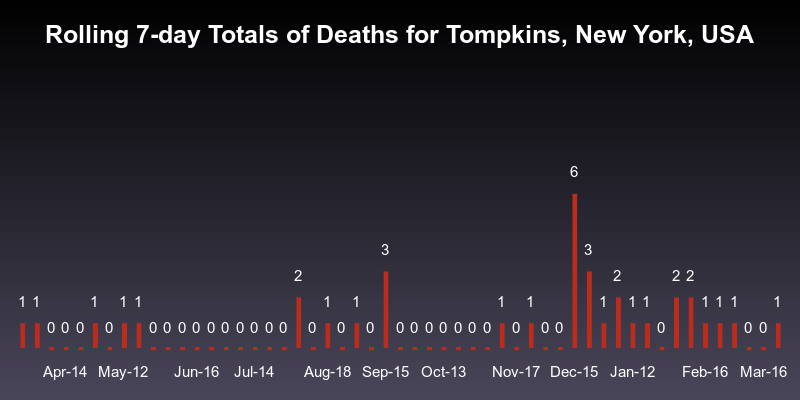 Rolling 7-day Totals of Deaths for Tompkins, New York, USA
6
3 3
2 2 2 2
1 1 1 1 1 1 1 1 1 1 1 1 1 1 1 1
0 0 0 0 0 0 0 0 0 0 0 0 0 0 0 0 0 0 0 0 0 0 0 0 0 0 0 0 0 0
Apr-14 May-12 Jun-16 Jul-14 Aug-18 Sep-15 Oct-13 Nov-17 Dec-15 Jan-12 Feb-16 Mar-16